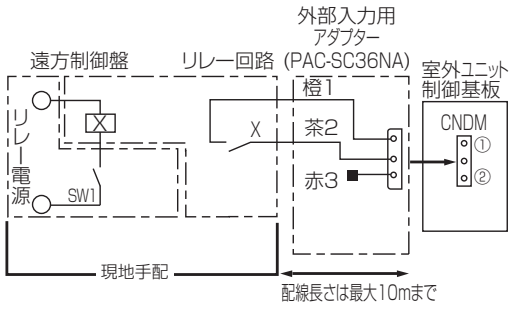 外部入力用
アダプター
遠方制御盤
リレー回路
(PAC-SC36NA)
室外ユニット
制御基板
橙1
CNDM
リレー電源
X
X
茶2
①
赤3
②
SW1
現地手配
配線長さは最大10mまで